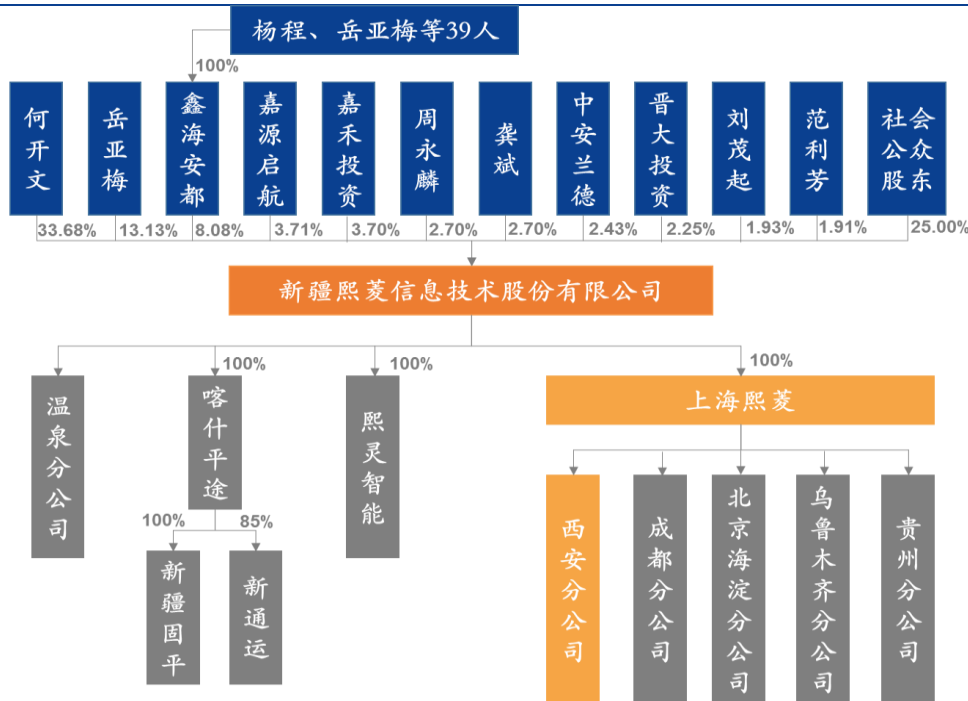 杨程、岳亚梅等39人
100%
何开文
岳亚梅
鑫海安都
嘉源启航
嘉禾投资
周永麟
龚斌
中安兰德
晋大投资
刘茂起
范利芳
社会公众股东
33.68%
13.13%
8.08%
3.71%
3.70%
2.70%
2.70%
2.43%
2.25%
1.93%
1.91%
25.00%
新疆熙菱信息技术股份有限公司
100%
100%
100%
温泉分公司
喀什平途
熙灵智能
上海熙菱
100%
85%
新疆固平
新通运
西安分公司
成都分公司
北京海淀分公司
乌鲁木齐分公司
贵州分公司